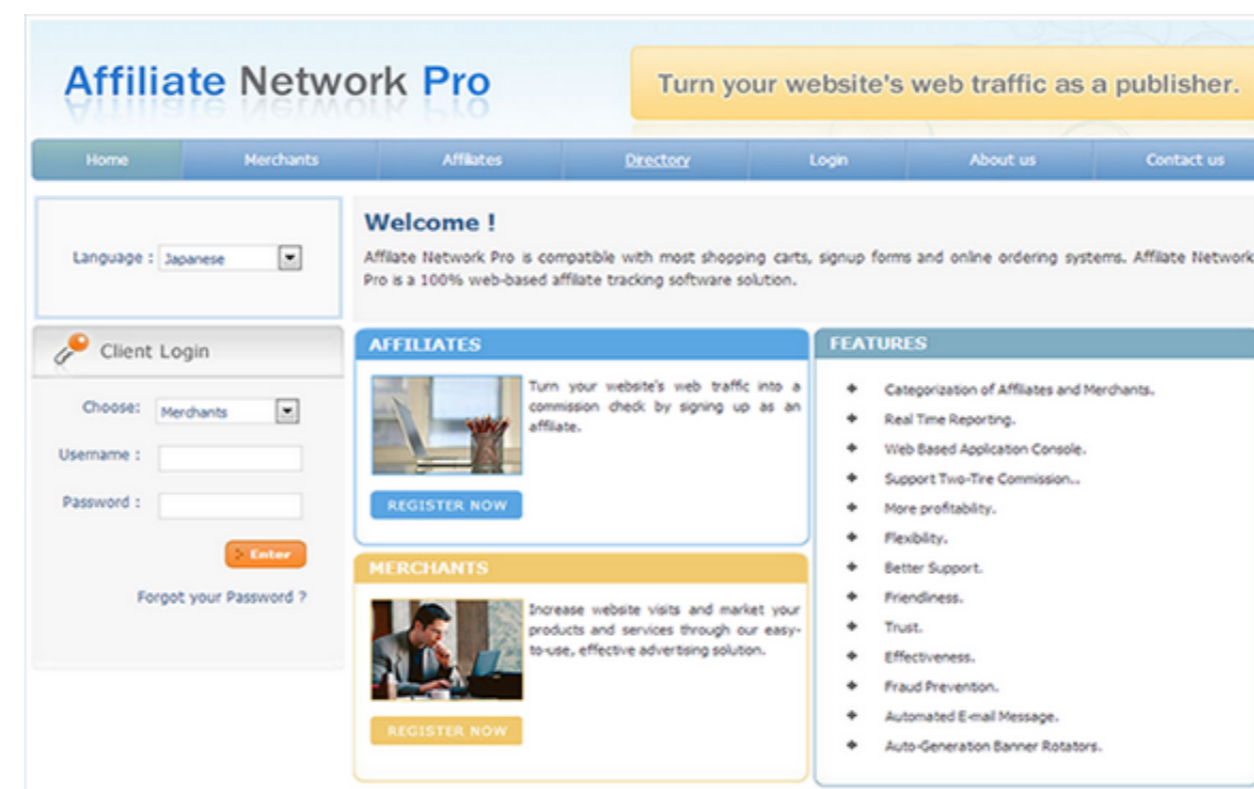 Affiliate Network Pro
Turn your website's web traffic as a publisher.
Home Merchants Affiliates Directory Login About us Contact us
Language : Japanese
Welcome !
Affiliate Network Pro is compatible with most shopping carts, signup forms and online ordering systems. Affiliate Network
Pro is a 100% web-based affiliate tracking software solution.
Client Login
Choose: Merchants
Username :
Password :
Enter
Forgot your Password ?
AFFILIATES
Turn your website's web traffic into a
commission check by signing up as an
affiliate.
REGISTER NOW
MERCHANTS
Increase website visits and market your
products and services through our easy-
to-use, effective advertising solution.
REGISTER NOW
FEATURES
Categorization of Affiliates and Merchants.
Real Time Reporting.
Web Based Application Console.
Support Two-Tire Commission..
More profitability.
Flexibility.
Better Support.
Friendliness.
Trust.
Effectiveness.
Fraud Prevention.
Automated E-mail Message.
Auto-Generation Banner Rotators.